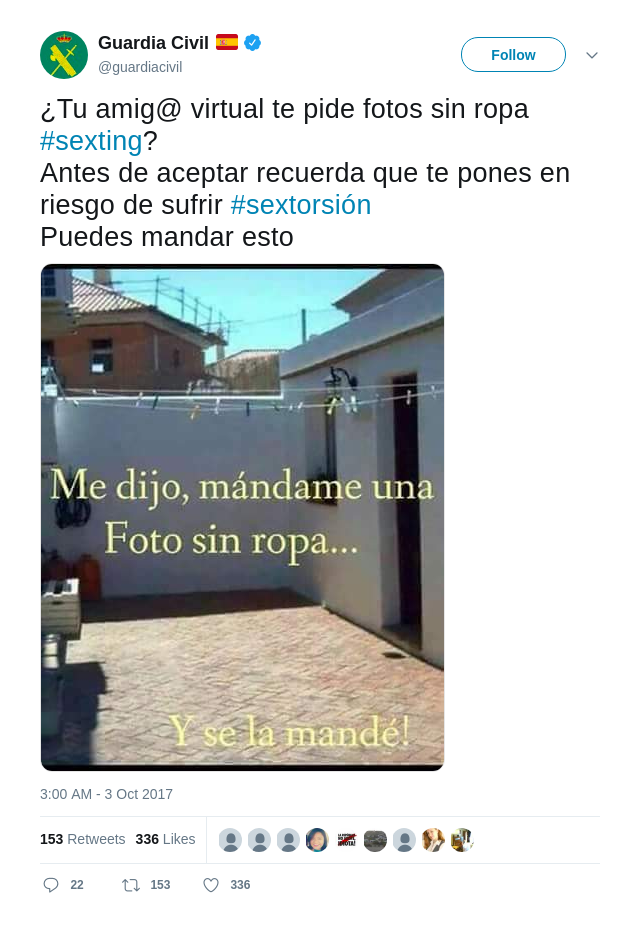 Guardia Civil
@guardiacivil
Follow
¿Tu amig@ virtual te pide fotos sin ropa
#sexting?
Antes de aceptar recuerda que te pones en
riesgo de sufrir #sextorsión
Puedes mandar esto
Me dijo, mándame una
Foto sin ropa...
Y se la mandé!
3:00 AM - 3 Oct 2017
153 Retweets 336 Likes
22 153 336